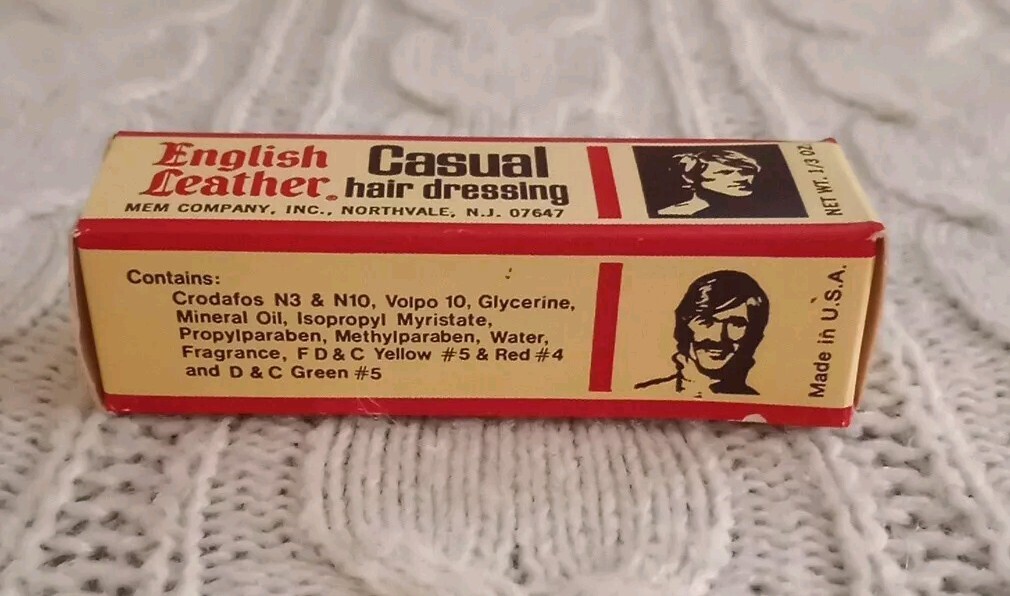 English
Leather®
Casual
hair dressing
MEM COMPANY, INC., NORTHVALE, N.J. 07647
NET WT. 1/3 OZ.
Contains:
Crodafos N3 & N10, Volpo 10, Glycerine,
Mineral Oil, Isopropyl Myristate,
Propylparaben, Methylparaben, Water,
Fragrance, F D & C Yellow #5 & Red #4
and D & C Green #5
Made in U.S.A.